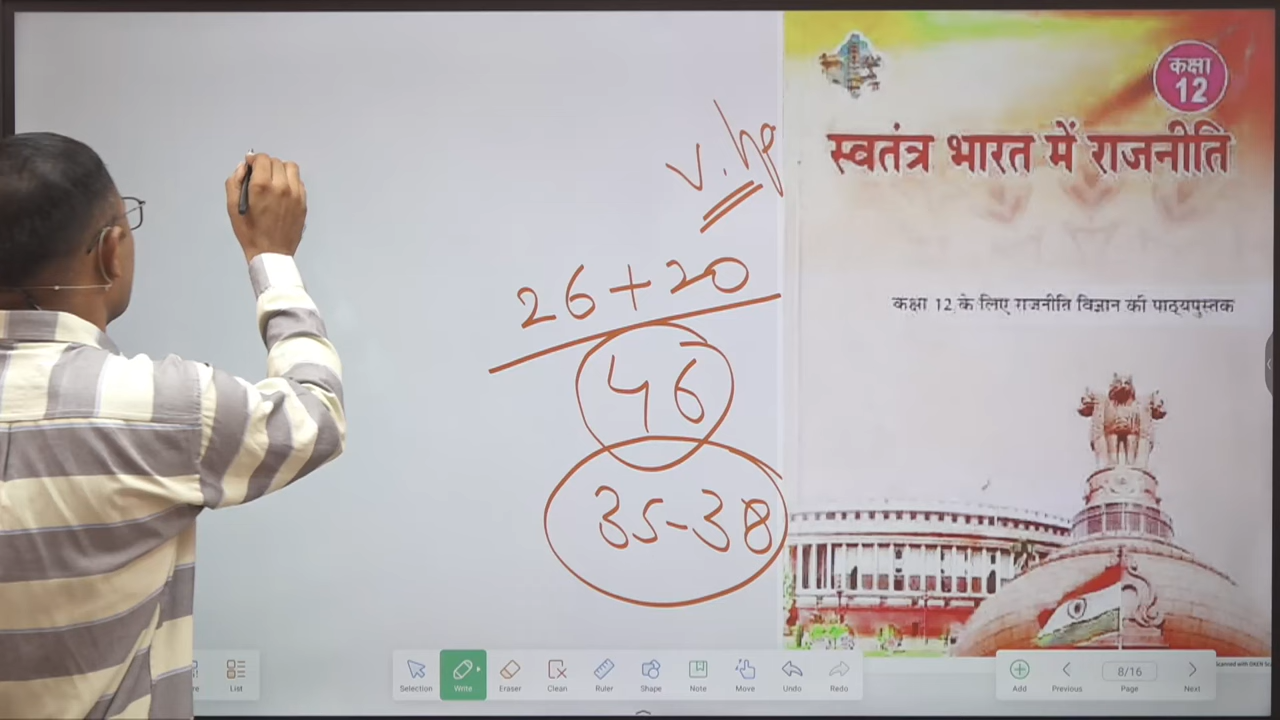 v.
26+20
46
35-38
कक्षा
12
स्वतंत्र भारत में राजनीति
कक्षा 12 के लिए राजनीति विज्ञान की पाठ्यपुस्तक
List
Selection
Write
Eraser
Clean
Ruler
Shape
Note
Move
Undo
Redo
Add
Previous
8/16
Page
Next